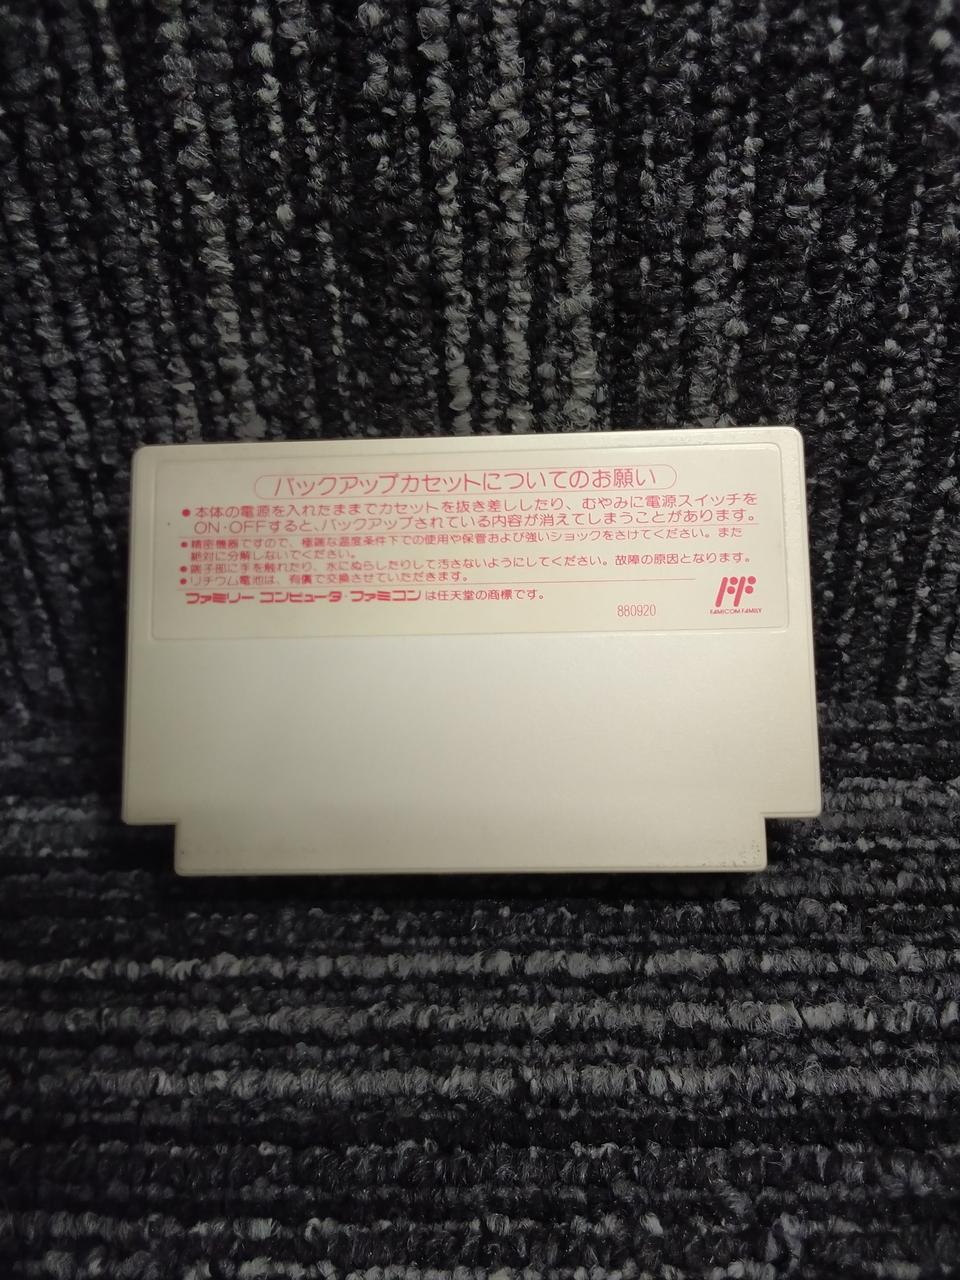 バックアップカセットについてのお願い
●本体の電源を入れたままでカセットを抜き差ししたり、むやみに電源スイッチを
ON・OFFすると、バックアップされている内容が消えてしまうことがあります。
●精密機器ですので、極端な温度条件下での使用や保管および強いショックをさけてください。また
絶対に分解しないでください。
●端子部に手を触れたり、水にぬらしたりして汚さないようにしてください。故障の原因となります。
●リチウム電池は、有償で交換させていただきます。
ファミリーコンピュータ・ファミコンは任天堂の商標です。
880920
FAMICOM FAMILY